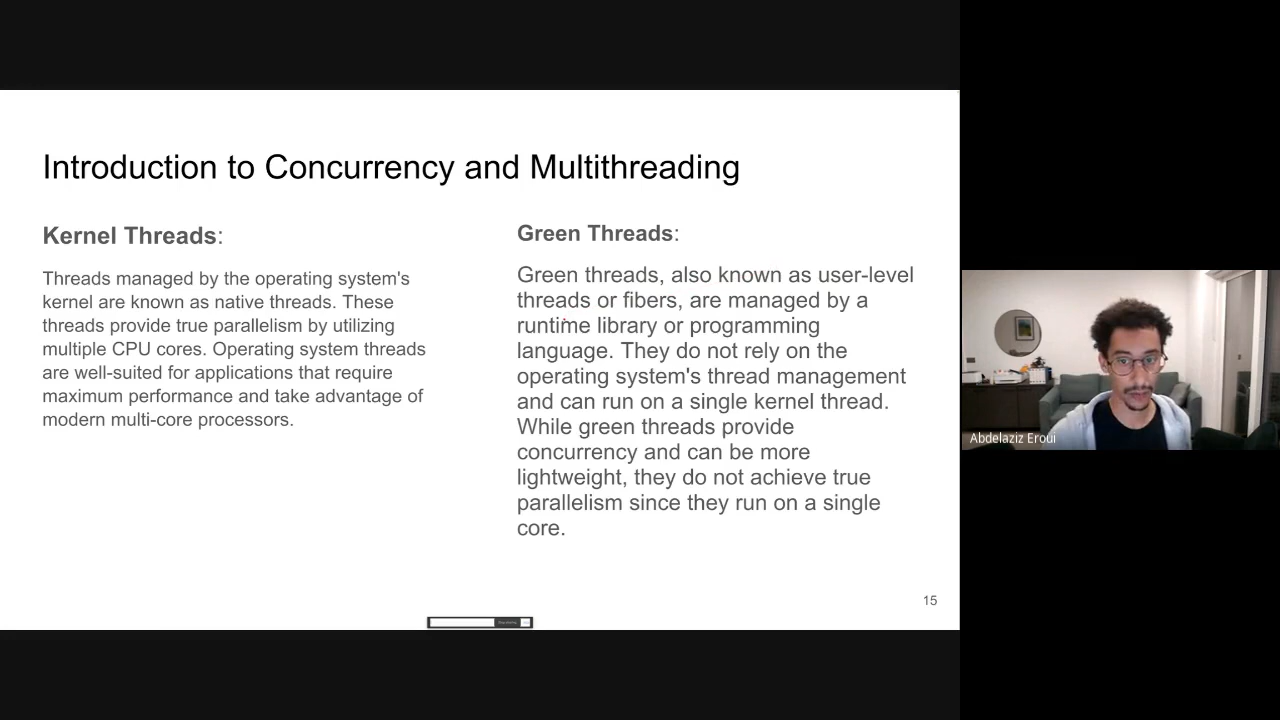 Introduction to Concurrency and Multithreading
Kernel Threads:
Threads managed by the operating system's
kernel are known as native threads. These
threads provide true parallelism by utilizing
multiple CPU cores. Operating system threads
are well-suited for applications that require
maximum performance and take advantage of
modern multi-core processors.
Green Threads:
Green threads, also known as user-level
threads or fibers, are managed by a
runtime library or programming
language. They do not rely on the
operating system's thread management
and can run on a single kernel thread.
While green threads provide
concurrency and can be more
lightweight, they do not achieve true
parallelism since they run on a single
core.
15
Abdelaziz Eroui